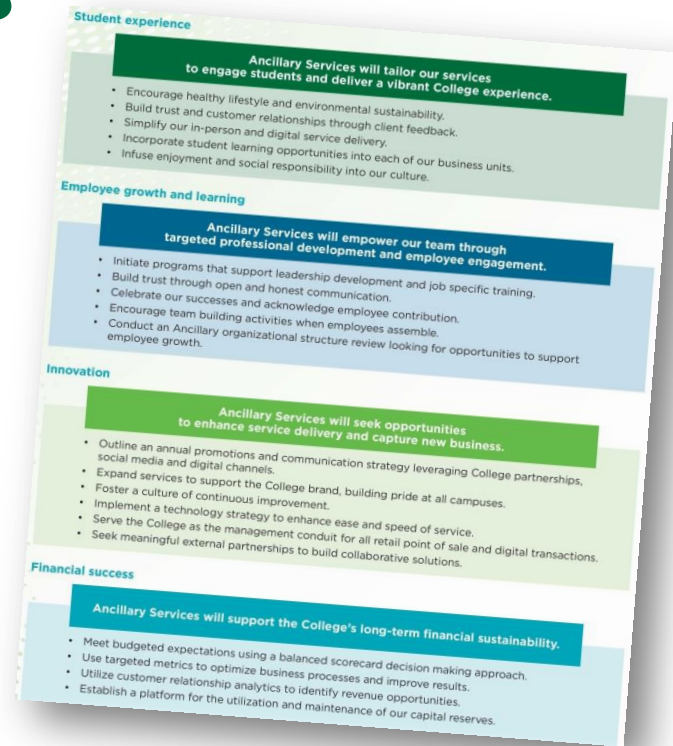 Student experience
Ancillary Services will tailor our services
to engage students and deliver a vibrant College experience.
• Encourage healthy lifestyle and environmental sustainability.
• Build trust and customer relationships through client feedback.
• Simplify our in-person and digital service delivery.
• Incorporate student learning opportunities into each of our business units.
• Infuse enjoyment and social responsibility into our culture.
Employee growth and learning
Ancillary Services will empower our team through
targeted professional development and employee engagement.
• Initiate programs that support leadership development and job specific training.
• Build trust through open and honest communication.
• Celebrate our successes and acknowledge employee contribution.
• Encourage team building activities when employees assemble.
• Conduct an Ancillary organizational structure review looking for opportunities to support
employee growth.
Innovation
Ancillary Services will seek opportunities
to enhance service delivery and capture new business.
• Outline an annual promotions and communication strategy leveraging College partnerships,
social media and digital channels.
• Expand services to support the College brand, building pride at all campuses.
• Foster a culture of continuous improvement.
• Implement a technology strategy to enhance ease and speed of service.
• Serve the College as the management conduit for all retail point of sale and digital transactions.
• Seek meaningful external partnerships to build collaborative solutions.
Financial success
Ancillary Services will support the College's long-term financial sustainability.
• Meet budgeted expectations using a balanced scorecard decision making approach.
• Use targeted metrics to optimize business processes and improve results.
• Utilize customer relationship analytics to identify revenue opportunities.
• Establish a platform for the utilization and maintenance of our capital reserves.